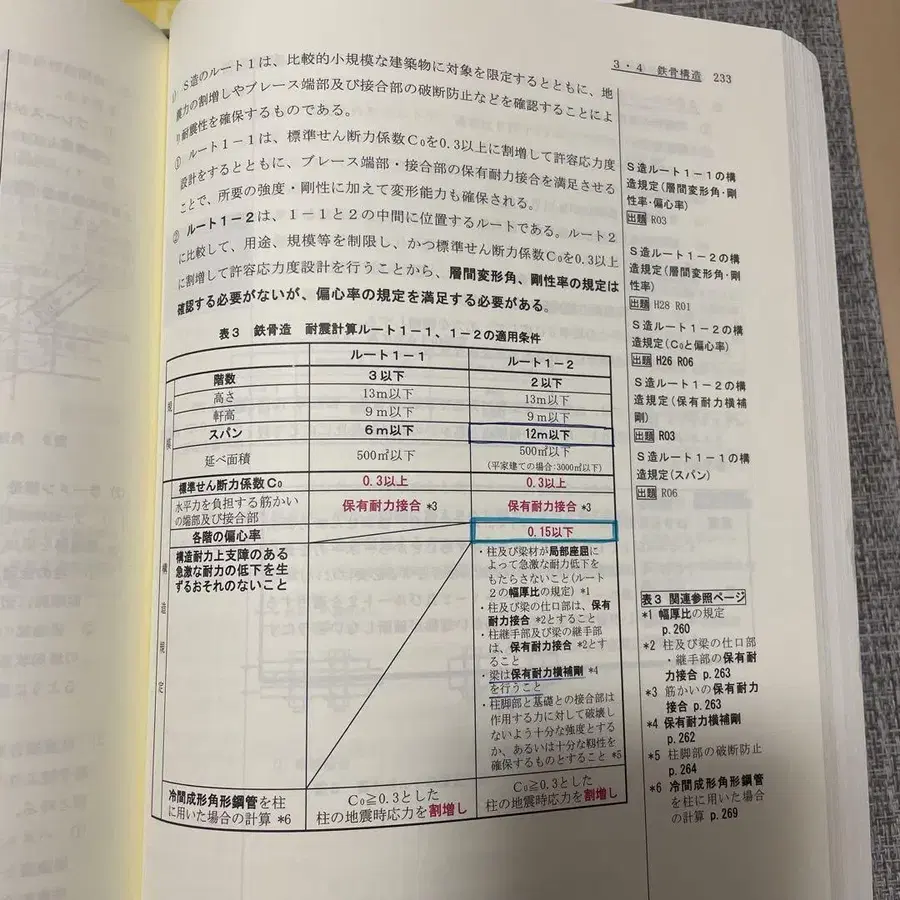 3・4　鉄骨構造　233
1) S造のルート1は、比較的小規模な建築物に対象を限定するとともに、地
震力の割増しやブレース端部及び接合部の破断防止などを確認することによ
り耐震性を確保するものである。
① ルート1−1は、標準せん断力係数C₀を0.3以上に割増して許容応力度
設計をするとともに、ブレース端部・接合部の保有耐力接合を満足させる
ことで、所要の強度・剛性に加えて変形能力も確保される。
② ルート1−2は、1−1と2の中間に位置するルートである。ルート2
に比較して、用途、規模等を制限し、かつ標準せん断力係数C₀を0.3以上
に割増して許容応力度設計を行うことから、層間変形角、剛性率の規定は
確認する必要がないが、偏心率の規定を満足する必要がある。
表3　鉄骨造　耐震計算ルート1−1、1−2の適用条件
ルート1−1　ルート1−2
規模
階数　3以下　2以下
高さ　13m以下　13m以下
軒高　9m以下　9m以下
スパン　6m以下　12m以下
延べ面積　500㎡以下　500㎡以下
(平家建ての場合:3000㎡以下)
構造規定
標準せん断力係数C₀　0.3以上　0.3以上
水平力を負担する筋かい
の端部及び接合部
保有耐力接合 *3　保有耐力接合 *3
各階の偏心率　0.15以下
構造耐力上支障のある
急激な耐力の低下を生
ずるおそれのないこと
・柱及び梁材が局部座屈に
よって急激な耐力低下を
もたらさないこと(ルート
2の幅厚比の規定) *1
・柱及び梁の仕口部は、保有
耐力接合 *2とすること
・柱継手部及び梁の継手部
は、保有耐力接合 *2とす
ること
・梁は保有耐力横補剛 *4
を行うこと
・柱脚部と基礎との接合部は
作用する力に対して破壊し
ないよう十分な強度とする
か、あるいは十分な靱性を
確保するものとすること *5
冷間成形角形鋼管を柱
に用いた場合の計算 *6
C₀≧0.3とした
柱の地震時応力を割増し
C₀≧0.3とした
柱の地震時応力を割増し
S造ルート1−1の構
造規定(層間変形角・剛
性率・偏心率)
出題 R03
S造ルート1−2の構
造規定(層間変形角・剛
性率)
出題 H28 R01
S造ルート1−2の構
造規定(C₀と偏心率)
出題 H26 R06
S造ルート1−2の構
造規定(保有耐力横補
剛)
出題 R03
S造ルート1−1の構
造規定(スパン)
出題 R06
表3 関連参照ページ
*1 幅厚比の規定
p.260
*2 柱及び梁の仕口部
・継手部の保有耐
力接合 p.263
*3 筋かいの保有耐力
接合 p.263
*4 保有耐力横補剛
p.262
*5 柱脚部の破断防止
p.264
*6 冷間成形角形鋼管
を柱に用いた場合
の計算 p.269